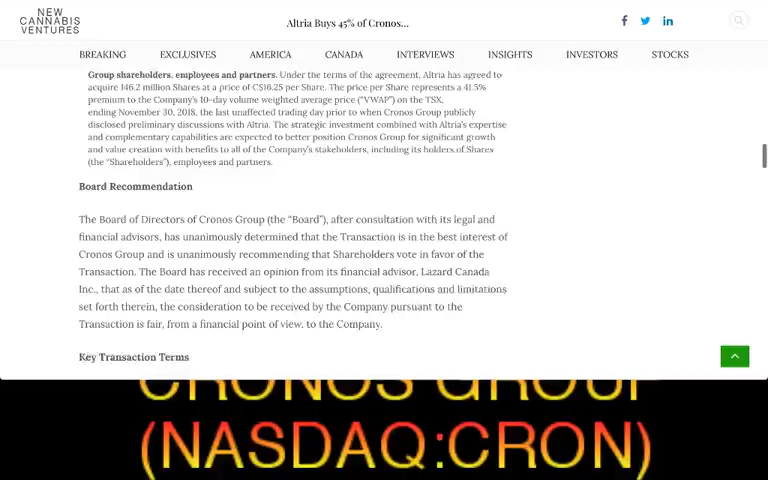 NEW
CANNABIS
VENTURES
Altria Buys 45% of Cronos...
BREAKING EXCLUSIVES AMERICA CANADA INTERVIEWS INSIGHTS INVESTORS STOCKS
Group shareholders, employees and partners. Under the terms of the agreement, Altria has agreed to
acquire 146.2 million Shares at a price of C$16.25 per Share. The price per Share represents a 41.5%
premium to the Company's 10-day volume weighted average price ("VWAP") on the TSX,
ending November 30, 2018, the last unaffected trading day prior to when Cronos Group publicly
disclosed preliminary discussions with Altria. The strategic investment combined with Altria's expertise
and complementary capabilities are expected to better position Cronos Group for significant growth
and value creation with benefits to all of the Company's stakeholders, including its holders of Shares
(the "Shareholders"), employees and partners.
Board Recommendation
The Board of Directors of Cronos Group (the "Board"), after consultation with its legal and
financial advisors, has unanimously determined that the Transaction is in the best interest of
Cronos Group and is unanimously recommending that Shareholders vote in favor of the
Transaction. The Board has received an opinion from its financial advisor, Lazard Canada
Inc., that as of the date thereof and subject to the assumptions, qualifications and limitations
set forth therein, the consideration to be received by the Company pursuant to the
Transaction is fair, from a financial point of view, to the Company.
Key Transaction Terms
CRONOS GROUP
(NASDAQ:CRON)